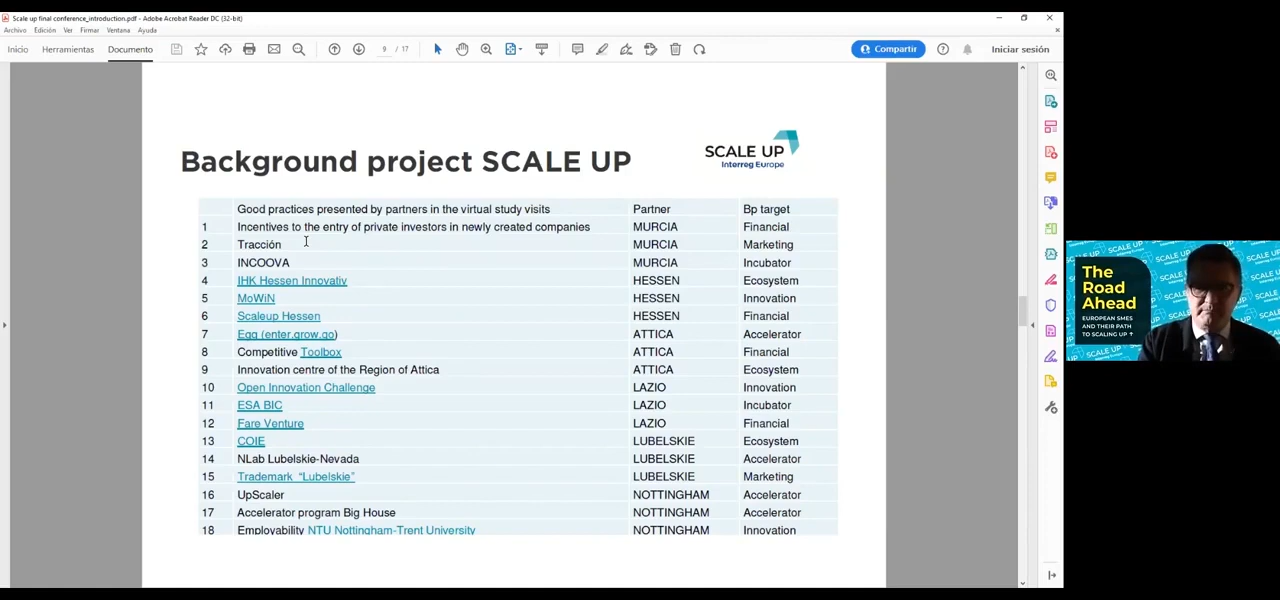 Scale up final conference_introduction.pdf - Adobe Acrobat Reader DC (32-bit)
Archivo Edición Ver Firmar Ventana Ayuda
Inicio Herramientas Documento 9 / 17 Compartir Iniciar sesión
Background project SCALE UP
SCALE UP
Interreg Europe
Good practices presented by partners in the virtual study visits Partner Bp target
1 Incentives to the entry of private investors in newly created companies MURCIA Financial
2 Tracción MURCIA Marketing
3 INCOOVA MURCIA Incubator
4 IHK Hessen Innovativ HESSEN Ecosystem
5 MoWiN HESSEN Innovation
6 Scaleup Hessen HESSEN Financial
7 Egg (enter.grow.go) ATTICA Accelerator
8 Competitive Toolbox ATTICA Financial
9 Innovation centre of the Region of Attica ATTICA Ecosystem
10 Open Innovation Challenge LAZIO Innovation
11 ESA BIC LAZIO Incubator
12 Fare Venture LAZIO Financial
13 COIE LUBELSKIE Ecosystem
14 NLab Lubelskie-Nevada LUBELSKIE Accelerator
15 Trademark “Lubelskie” LUBELSKIE Marketing
16 UpScaler NOTTINGHAM Accelerator
17 Accelerator program Big House NOTTINGHAM Accelerator
18 Employability NTU Nottingham-Trent University NOTTINGHAM Innovation
The
Road
Ahead
EUROPEAN SMES
AND THEIR PATH
TO SCALING UP
SCALE UP